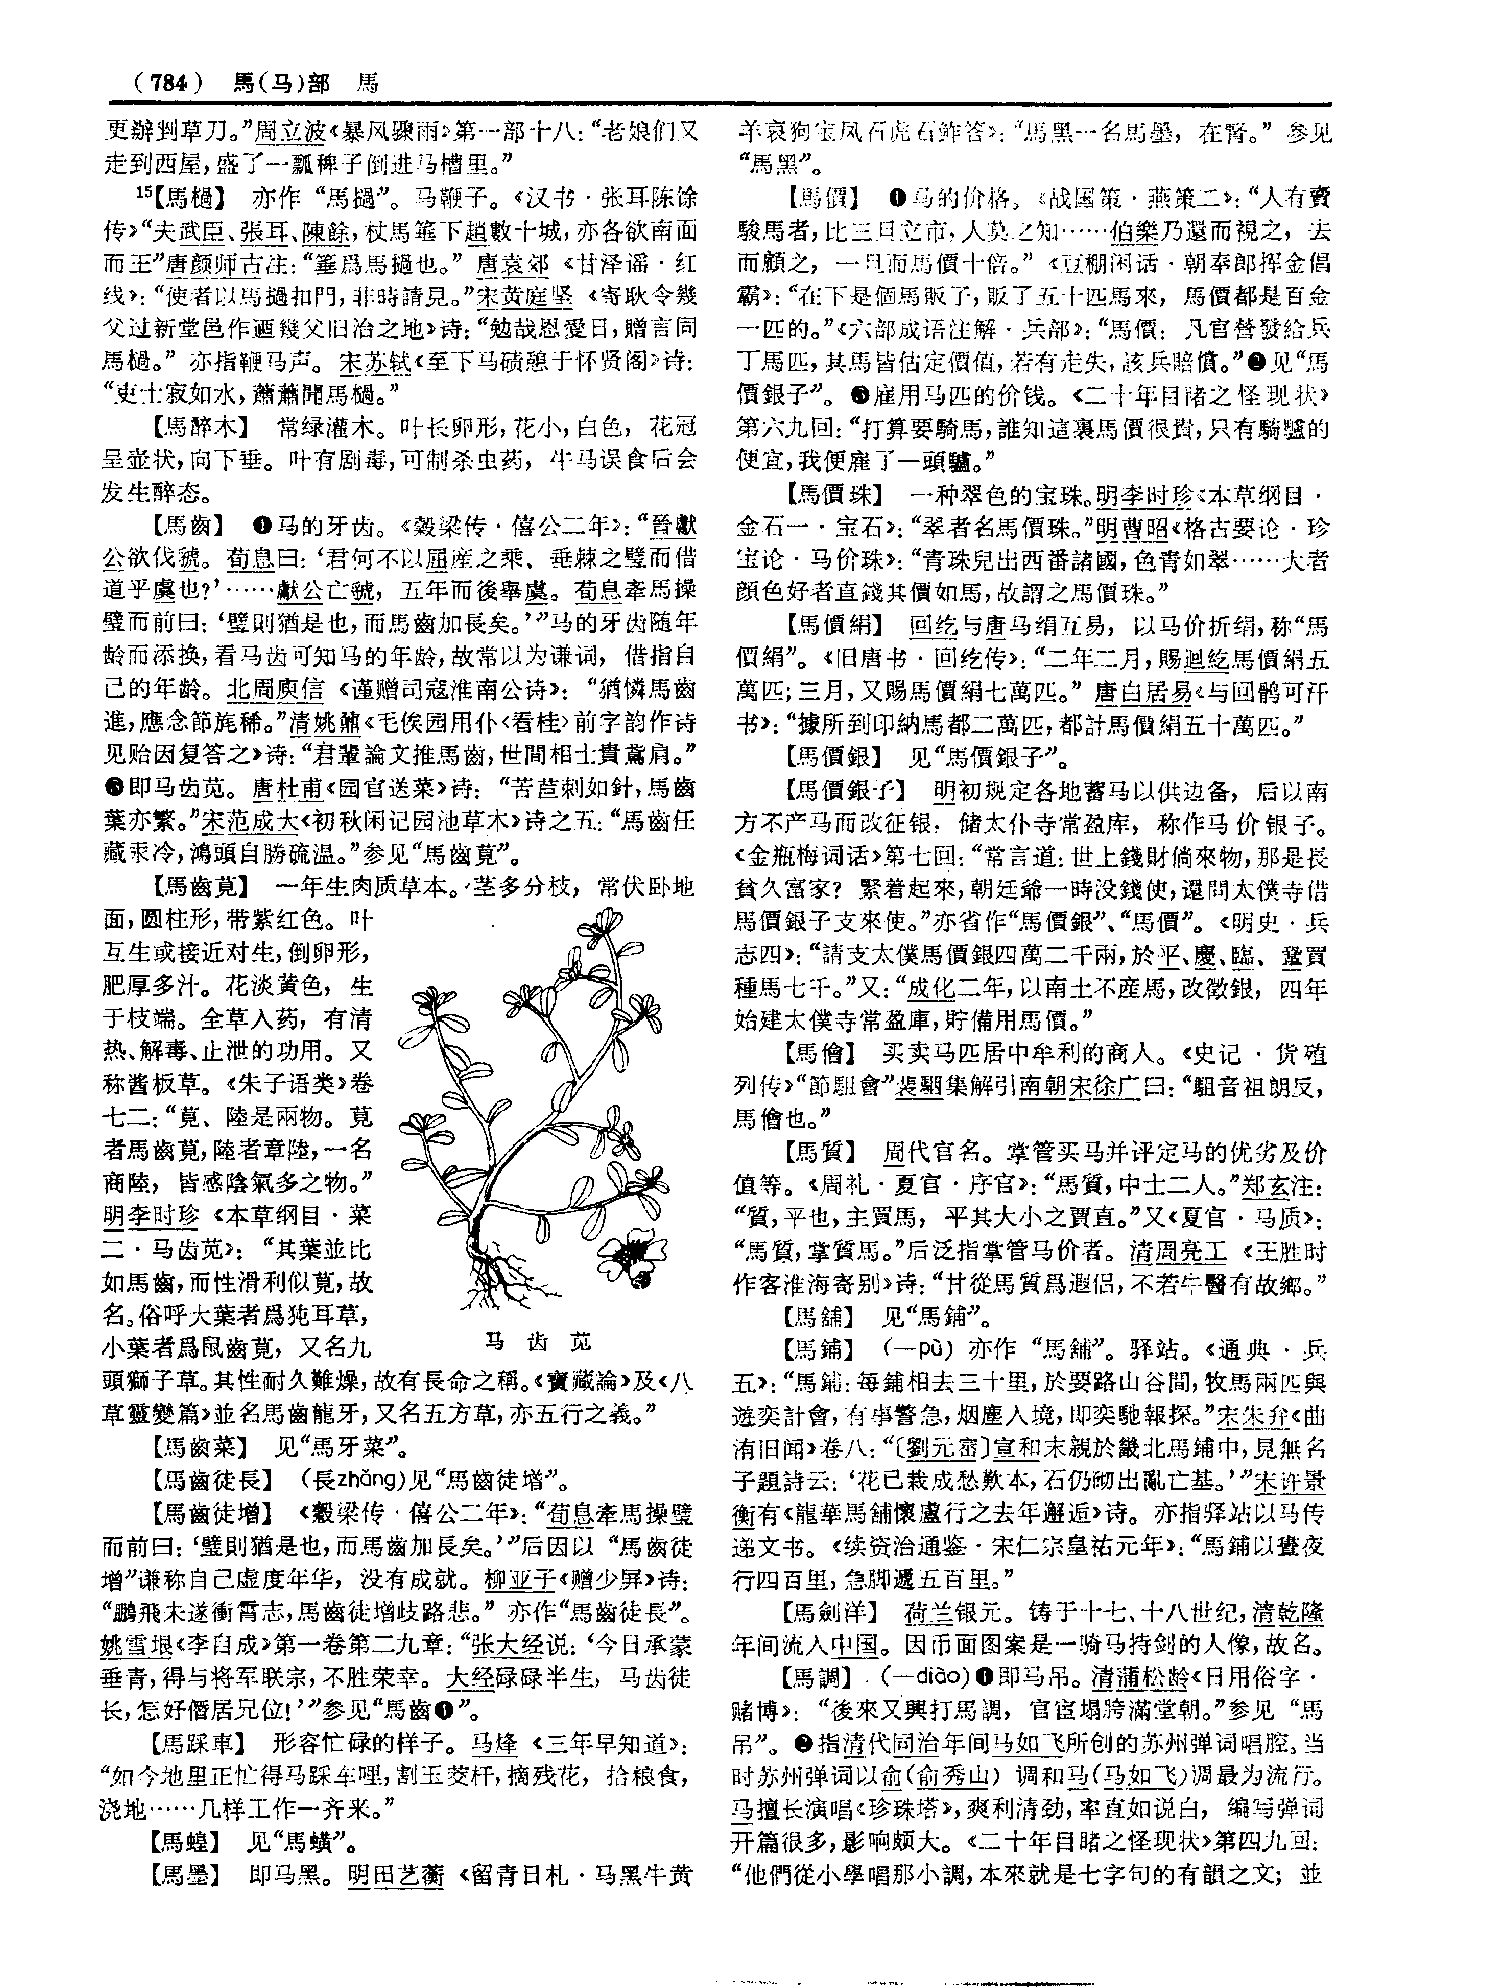 （784） 馬(马)部 馬
更辦剉草刀。”周立波《暴风骤雨》第一部十八：“老娘们又
走到西屋，盛了一瓢稗子倒进马槽里。”
15【馬檛】 亦作“馬撾”。马鞭子。《汉书·张耳陈馀
传》“夫武臣、張耳、陳餘，杖馬箠下趙數十城，亦各欲南面
而王”唐颜师古注：“箠爲馬撾也。” 唐袁郊《甘泽谣·红
线》：“使者以馬撾扣門，非時請見。”宋黄庭坚《寄耿令幾
父过新堂邑作迺幾父旧治之地》诗：“勉哉恩愛日，贈言同
馬檛。” 亦指鞭马声。 宋苏轼《至下马碛憩于怀贤阁》诗：
“吏士寂如水，蕭蕭聞馬檛。”
【馬醉木】 常绿灌木。叶长卵形，花小，白色，花冠
呈壶状，向下垂。叶有剧毒，可制杀虫药，牛马误食后会
发生醉态。
【馬齒】 ❶马的牙齿。《穀梁传·僖公二年》：“晉獻
公欲伐虢。荀息曰：‘君何不以屈產之乘、垂棘之璧而借
道乎虞也？’……獻公亡虢，五年而後舉虞。荀息牽馬操
璧而前曰：‘璧則猶是也，而馬齒加長矣。’”马的牙齿随年
龄而添换，看马齿可知马的年龄，故常以为谦词，借指自
己的年龄。北周庾信《谨赠司寇淮南公诗》：“猶憐馬齒
進，應念節旄稀。”清姚鼐《毛俟园用仆〈看桂〉前字韵作诗
见贻因复答之》诗：“君輩論文推馬齒，世間相士貴鳶肩。”
❷即马齿苋。唐杜甫《园官送菜》诗：“苦苣刺如針，馬齒
葉亦繁。”宋范成大《初秋闲记园池草木》诗之五：“馬齒任
藏汞冷，鴻頭自勝硫温。”参见“馬齒莧”。
【馬齒莧】 一年生肉质草本。茎多分枝，常伏卧地
面，圆柱形，带紫红色。叶
互生或接近对生，倒卵形，
肥厚多汁。花淡黄色，生
于枝端。全草入药，有清
热、解毒、止泄的功用。又
称酱板草。《朱子语类》卷
七二：“莧、陸是兩物。莧
者馬齒莧，陸者章陸，一名
商陸，皆感陰氣多之物。”
明李时珍《本草纲目·菜
二·马齿苋》：“其葉並比
如馬齒，而性滑利似莧，故
名。俗呼大葉者爲㹠耳草，
小葉者爲鼠齒莧，又名九
马齿苋
頭獅子草。其性耐久難燥，故有長命之稱。《寶藏論》及《八
草靈變篇》並名馬齒龍牙，又名五方草，亦五行之義。”
【馬齒菜】 见“馬牙菜”。
【馬齒徒長】 （長zhǎng）见“馬齒徒增”。
【馬齒徒增】 《穀梁传·僖公二年》：“荀息牽馬操璧
而前曰：‘璧則猶是也，而馬齒加長矣。’”后因以“馬齒徒
增”谦称自己虚度年华，没有成就。柳亚子《赠少屏》诗：
“鵬飛未遂衝霄志，馬齒徒增歧路悲。” 亦作“馬齒徒長”。
姚雪垠《李自成》第一卷第二九章：“张大经说：‘今日承蒙
垂青，得与将军联宗，不胜荣幸。大经碌碌半生，马齿徒
长，怎好僭居兄位！’”参见“馬齒❶”。
【馬踩車】 形容忙碌的样子。马烽《三年早知道》：
“如今地里正忙得马踩车哩，割玉茭杆，摘残花，拾粮食，
浇地……几样工作一齐来。”
【馬蝗】 见“馬蟥”。
【馬墨】 即马黑。明田艺蘅《留青日札·马黑牛黄
羊哀狗宝凤石虎石鲊答》：“馬黑一名馬墨，在腎。” 参见
“馬黑”。
【馬價】 ❶马的价格。《战国策·燕策二》：“人有賣
駿馬者，比三旦立市，人莫之知……伯樂乃還而視之，去
而顧之，一旦而馬價十倍。”《豆棚闲话·朝奉郎挥金倡
霸》：“在下是個馬販子，販了五十匹馬來，馬價都是百金
一匹的。”《六部成语注解·兵部》：“馬價：凡官營發給兵
丁馬匹，其馬皆估定價值，若有走失，該兵賠償。”❷见“馬
價銀子”。❸雇用马匹的价钱。《二十年目睹之怪现状》
第六九回：“打算要騎馬，誰知這裏馬價很貴，只有騎驢的
便宜，我便雇了一頭驢。”
【馬價珠】 一种翠色的宝珠。明李时珍《本草纲目·
金石一·宝石》：“翠者名馬價珠。”明曹昭《格古要论·珍
宝论·马价珠》：“青珠兒出西番諸國，色青如翠……大者
顔色好者直錢其價如馬，故謂之馬價珠。”
【馬價絹】 回纥与唐马绢互易，以马价折绢，称“馬
價絹”。《旧唐书·回纥传》：“二年二月，賜迴紇馬價絹五
萬匹；三月，又賜馬價絹七萬匹。” 唐白居易《与回鹘可汗
书》：“據所到印納馬都二萬匹，都計馬價絹五十萬匹。”
【馬價銀】 见“馬價銀子”。
【馬價銀子】 明初规定各地蓄马以供边备，后以南
方不产马而改征银，储太仆寺常盈库，称作马价银子。
《金瓶梅词话》第七回：“常言道：世上錢財倘來物，那是長
貧久富家？緊着起來，朝廷爺一時没錢使，還問太僕寺借
馬價銀子支來使。”亦省作“馬價銀”、“馬價”。《明史·兵
志四》：“請支太僕馬價銀四萬二千兩，於平、慶、臨、鞏買
種馬七千。”又：“成化二年，以南土不產馬，改徵銀，四年
始建太僕寺常盈庫，貯備用馬價。”
【馬儈】 买卖马匹居中牟利的商人。《史记·货殖
列传》“節駔會”裴駰集解引南朝宋徐广曰：“駔音祖朗反，
馬儈也。”
【馬質】 周代官名。掌管买马并评定马的优劣及价
值等。《周礼·夏官·序官》：“馬質，中士二人。”郑玄注：
“質，平也，主買馬，平其大小之賈直。”又《夏官·马质》：
“馬質，掌質馬。”后泛指掌管马价者。清周亮工《王胜时
作客淮海寄别》诗：“甘從馬質爲遐侣，不若牛醫有故鄉。”
【馬舖】 见“馬鋪”。
【馬鋪】 （—pù）亦作“馬舖”。驿站。《通典·兵
五》：“馬鋪：每鋪相去三十里，於要路山谷間，牧馬兩匹與
遊奕計會，有事警急，烟塵入境，即奕馳報探。”宋朱弁《曲
洧旧闻》卷八：“〔劉元㞳〕宣和末親於畿北馬鋪中，見無名
子題詩云：‘花已栽成愁歎本，石仍砌出亂亡基。’”宋许景
衡有《龍華馬舖懷盧行之去年邂逅》诗。亦指驿站以马传
递文书。《续资治通鉴·宋仁宗皇祐元年》：“馬鋪以晝夜
行四百里，急脚遞五百里。”
【馬劍洋】 荷兰银元。铸于十七、十八世纪，清乾隆
年间流入中国。因币面图案是一骑马持剑的人像，故名。
【馬調】 （—diào）❶即马吊。清蒲松龄《日用俗字·
赌博》：“後來又興打馬調，官宦塌跨滿堂朝。”参见“馬
吊”。❷指清代同治年间马如飞所创的苏州弹词唱腔。当
时苏州弹词以俞（俞秀山）调和马（马如飞）调最为流行。
马擅长演唱《珍珠塔》，爽利清劲，率直如说白，编写弹词
开篇很多，影响颇大。《二十年目睹之怪现状》第四九回：
“他們從小學唱那小調，本來就是七字句的有韻之文；並